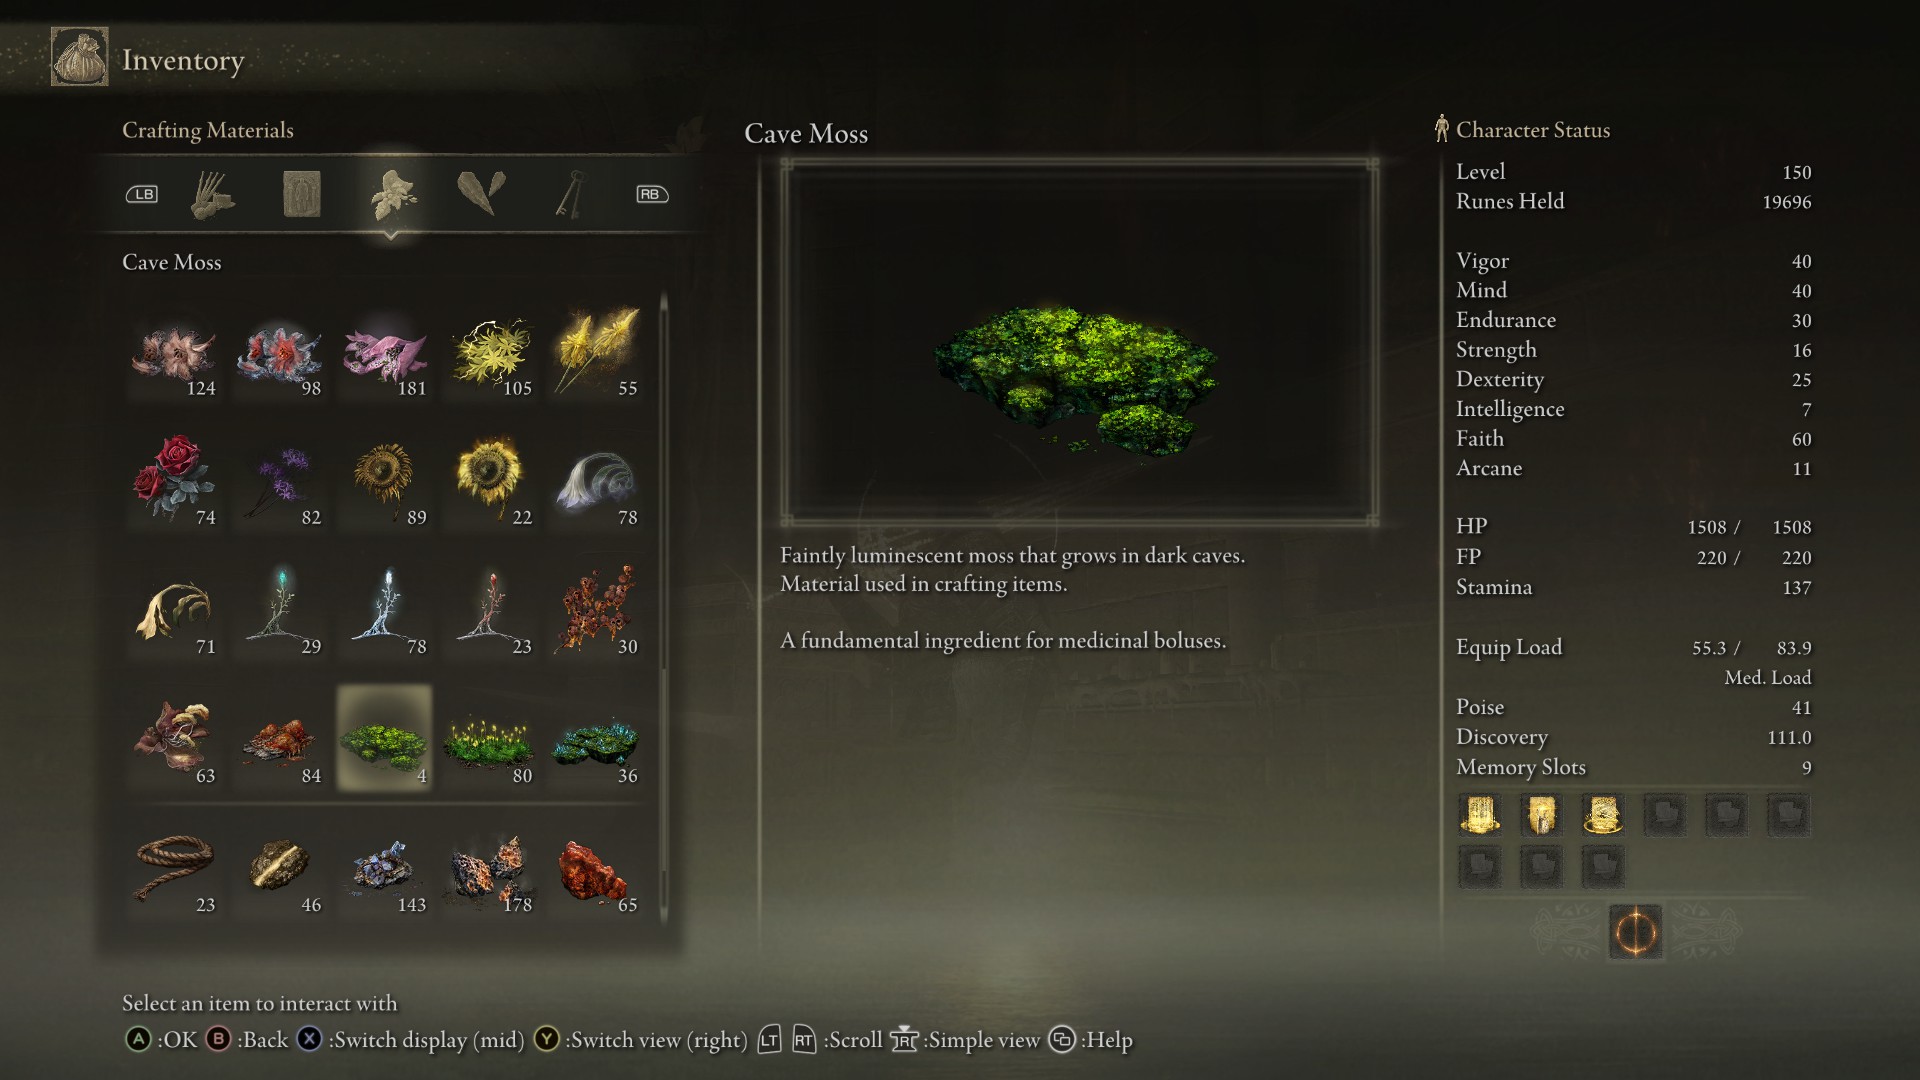 Inventory
Crafting Materials
LB
RB
Cave Moss
124 98 181 105 55
74 82 89 22 78
71 29 78 23 30
63 84 4 80 36
23 46 143 178 65
Cave Moss
Faintly luminescent moss that grows in dark caves.
Material used in crafting items.
A fundamental ingredient for medicinal boluses.
Character Status
Level 150
Runes Held 19696
Vigor 40
Mind 40
Endurance 30
Strength 16
Dexterity 25
Intelligence 7
Faith 60
Arcane 11
HP 1508 / 1508
FP 220 / 220
Stamina 137
Equip Load 55.3 / 83.9
Med. Load
Poise 41
Discovery 111.0
Memory Slots 9
Select an item to interact with
A :OK B :Back X :Switch display (mid) Y :Switch view (right) LT RT :Scroll R :Simple view :Help